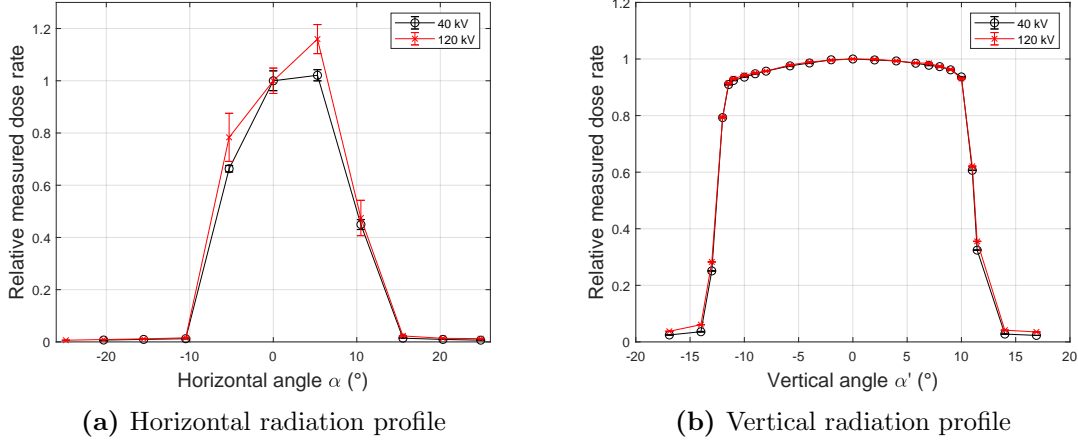 Relative measured dose rate
1.2
1
0.8
0.6
0.4
0.2
0
-20
-10
0
10
20
Horizontal angle α (°)
40 kV
120 kV
(a) Horizontal radiation profile
Relative measured dose rate
1.2
1
0.8
0.6
0.4
0.2
0
-20
-15
-10
-5
0
5
10
15
20
Vertical angle α' (°)
40 kV
120 kV
(b) Vertical radiation profile